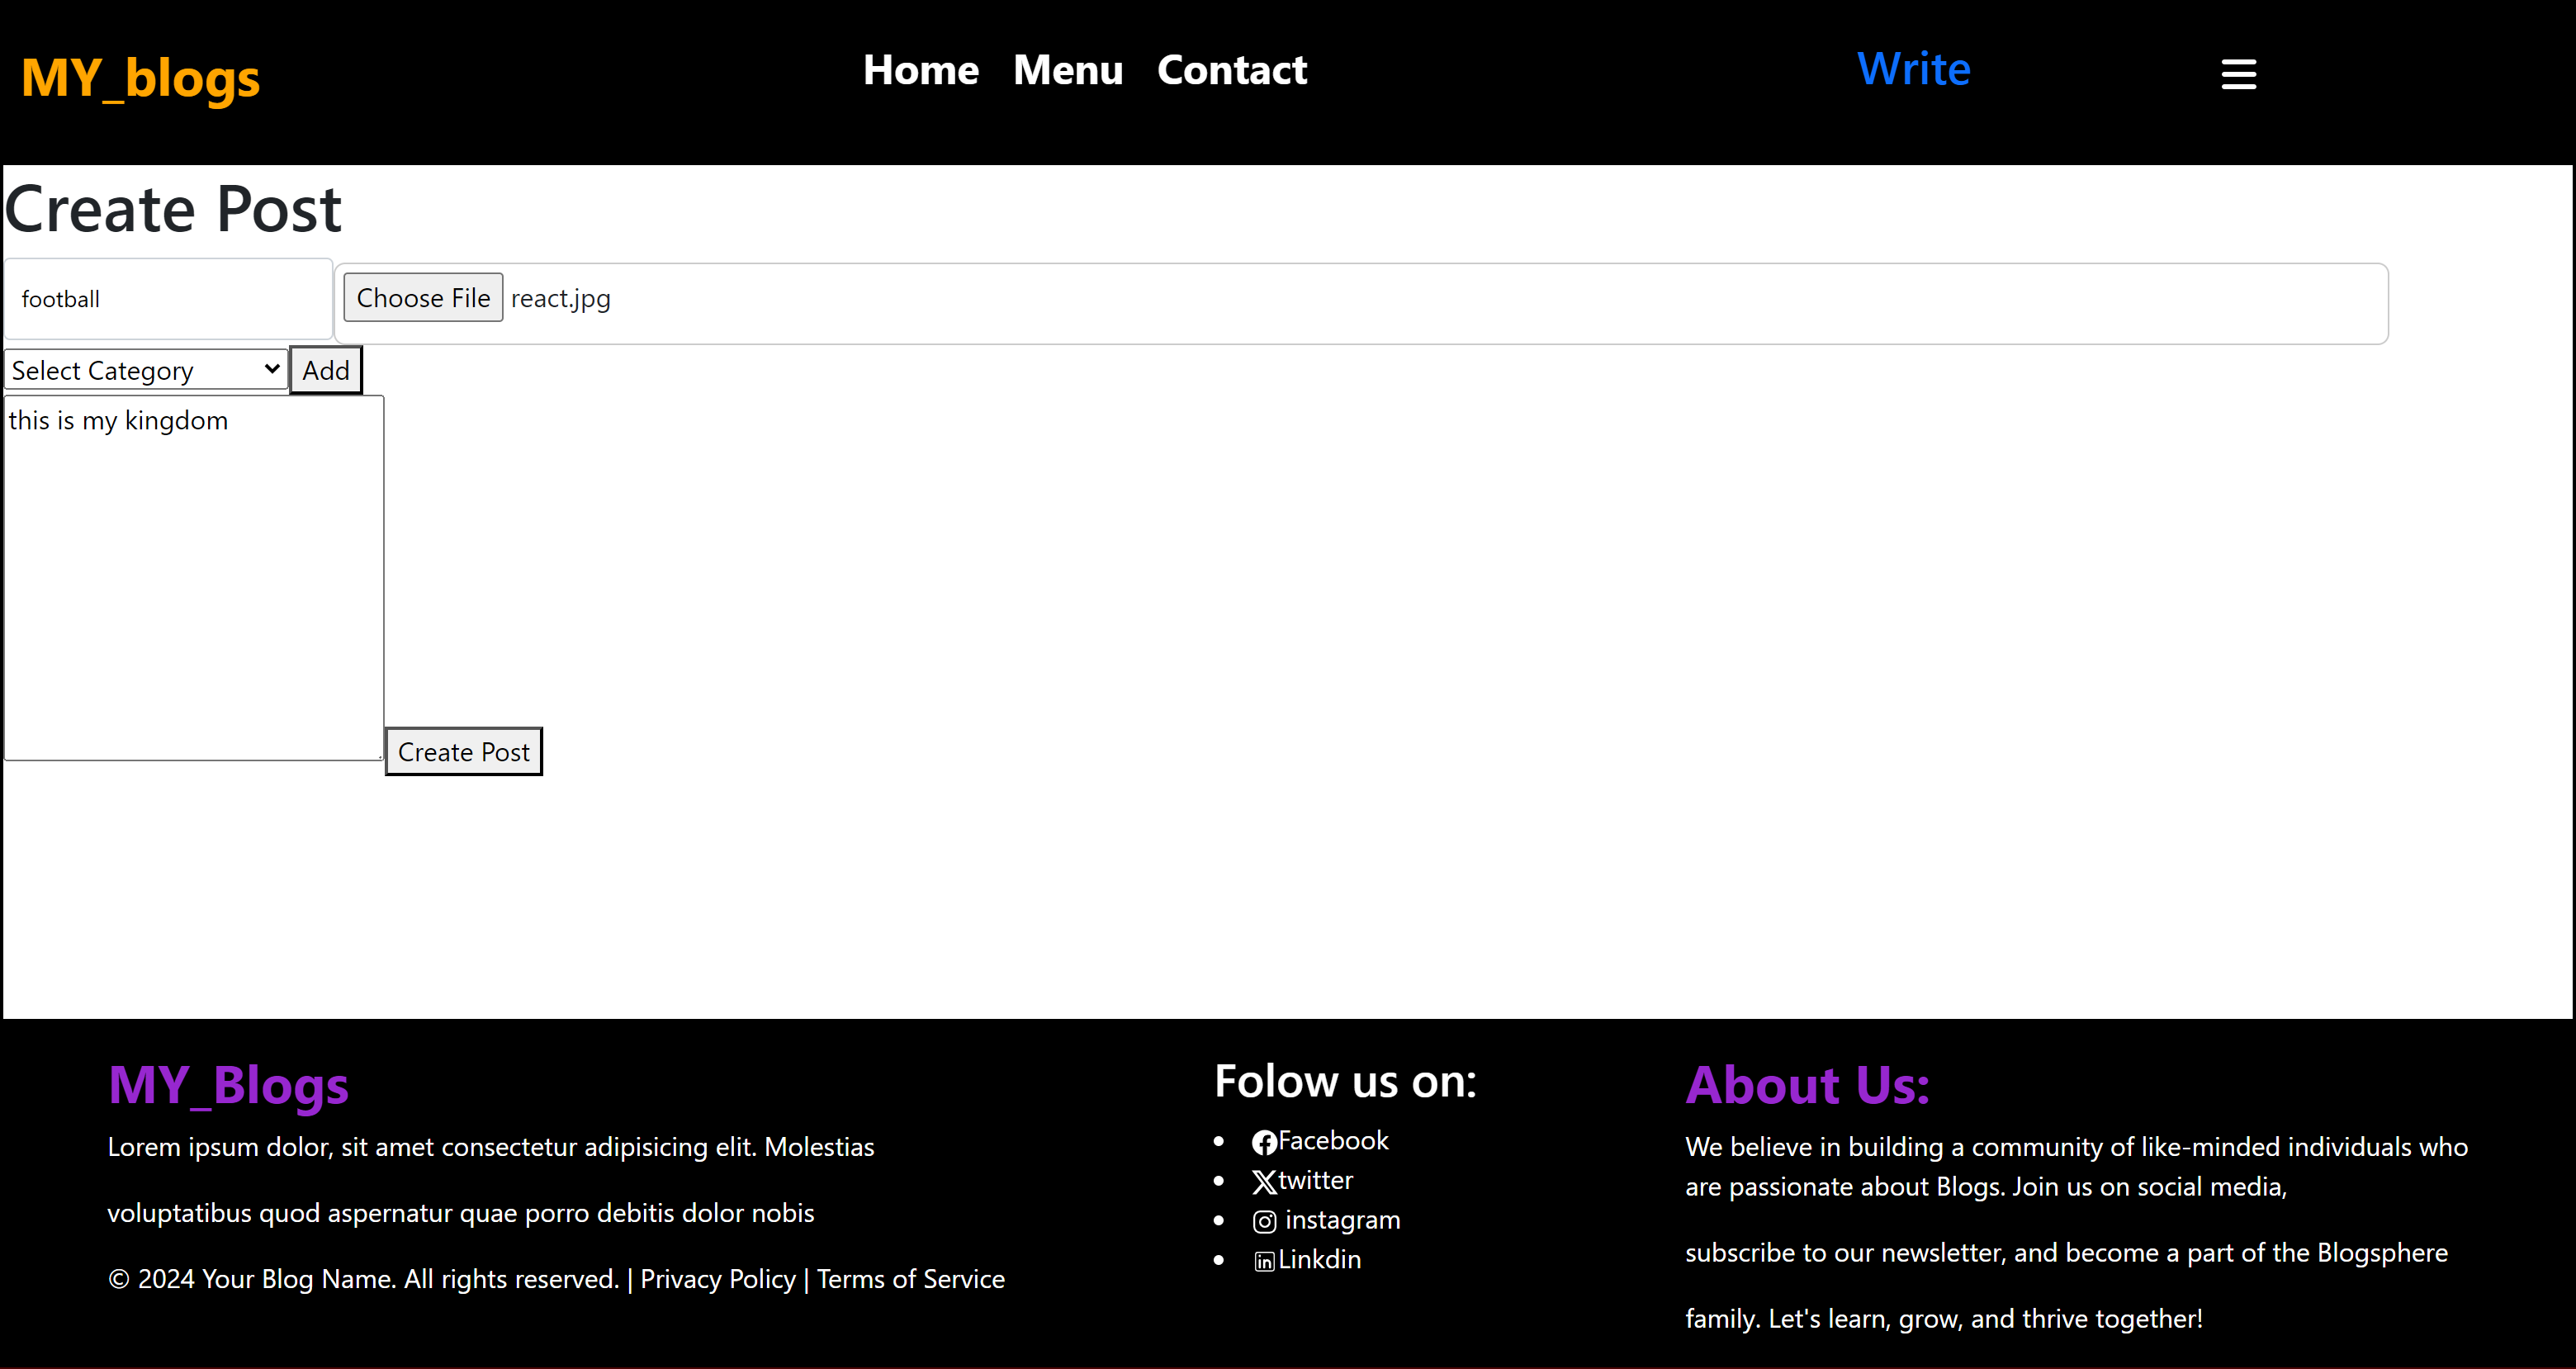 MY_blogs
Home Menu Contact
Write
Create Post
football
Choose File react.jpg
Select Category Add
this is my kingdom
Create Post
MY_Blogs
Lorem ipsum dolor, sit amet consectetur adipisicing elit. Molestias
voluptatibus quod aspernatur quae porro debitis dolor nobis
© 2024 Your Blog Name. All rights reserved. | Privacy Policy | Terms of Service
Folow us on:
Facebook
twitter
instagram
Linkdin
About Us:
We believe in building a community of like-minded individuals who
are passionate about Blogs. Join us on social media,
subscribe to our newsletter, and become a part of the Blogsphere
family. Let's learn, grow, and thrive together!